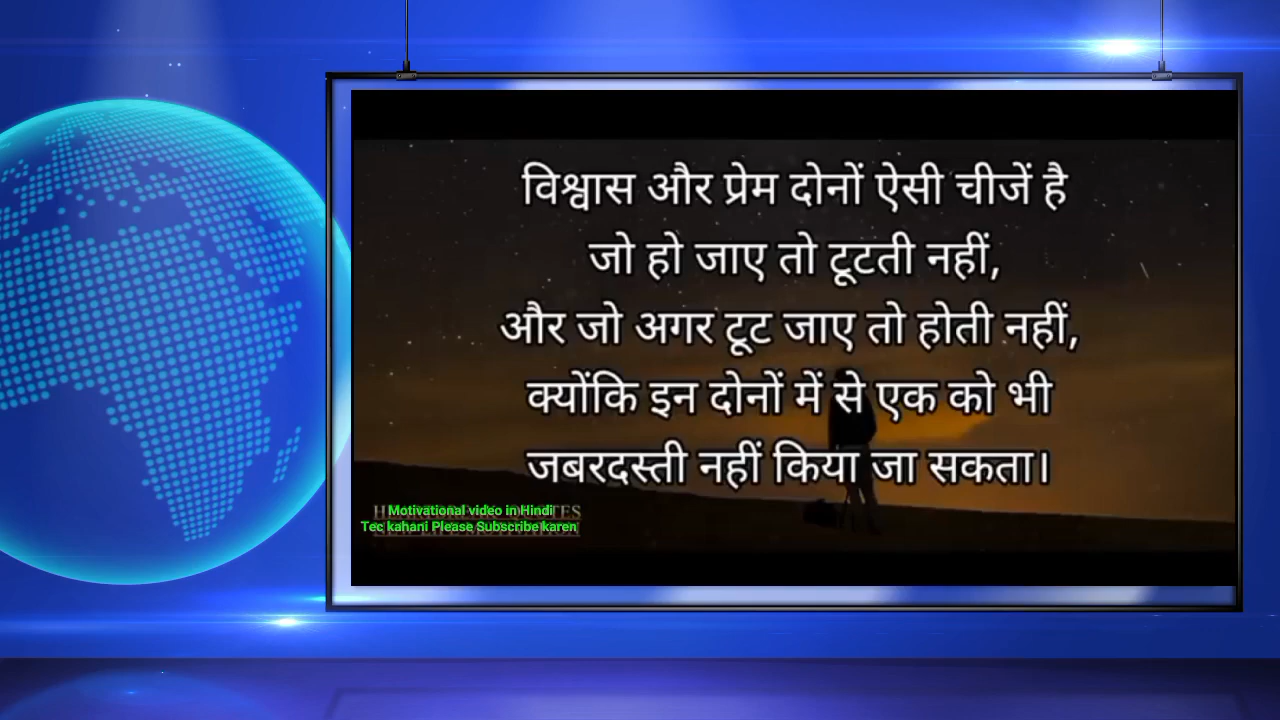 विश्वास और प्रेम दोनों ऐसी चीजें है
जो हो जाए तो टूटती नहीं,
और जो अगर टूट जाए तो होती नहीं,
क्योंकि इन दोनों में से एक को भी
जबरदस्ती नहीं किया जा सकता।
Motivational video in Hindi
Tec kahani Please Subscribe karen